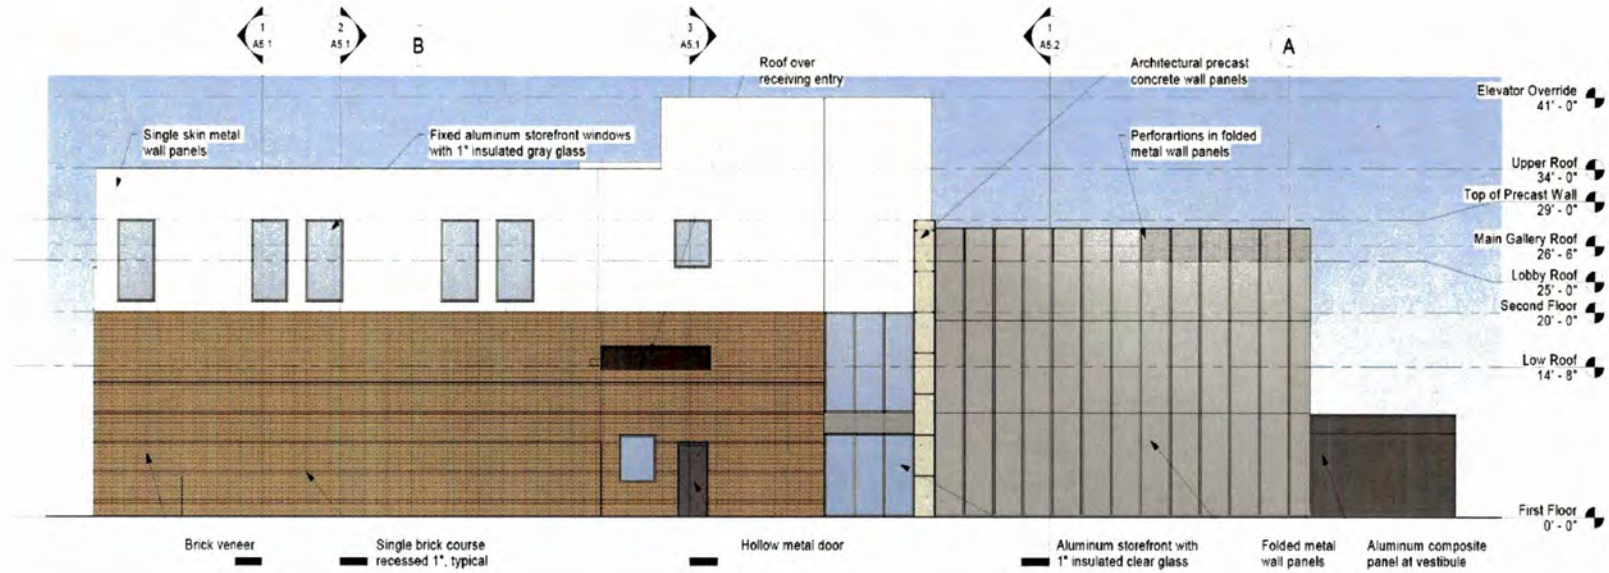 1
A5.1
2
A5.1
B
3
A5.1
1
A5.2
A
Roof over
receiving entry
Architectural precast
concrete wall panels
Elevator Override
41' - 0"
Single skin metal
wall panels
Fixed aluminum storefront windows
with 1" insulated gray glass
Perforartions in folded
metal wall panels
Upper Roof
34' - 0"
Top of Precast Wall
29' - 0"
Main Gallery Roof
26' - 6"
Lobby Roof
25' - 0"
Second Floor
20' - 0"
Low Roof
14' - 8"
First Floor
0' - 0"
Brick veneer
Single brick course
recessed 1", typical
Hollow metal door
Aluminum storefront with
1" insulated clear glass
Folded metal
wall panels
Aluminum composite
panel at vestibule